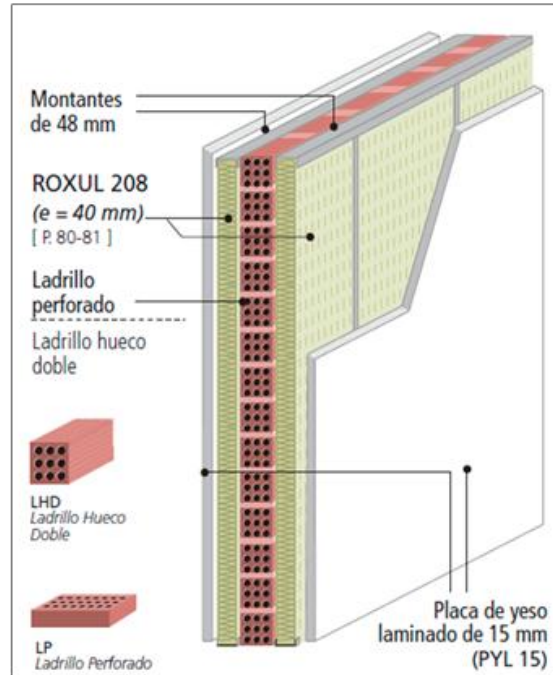 Montantes
de 48 mm
ROXUL 208
(e = 40 mm)
[ P. 80-81 ]
Ladrillo
perforado
Ladrillo hueco
doble
LHD
Ladrillo Hueco
Doble
LP
Ladrillo Perforado
Placa de yeso
laminado de 15 mm
(PYL 15)